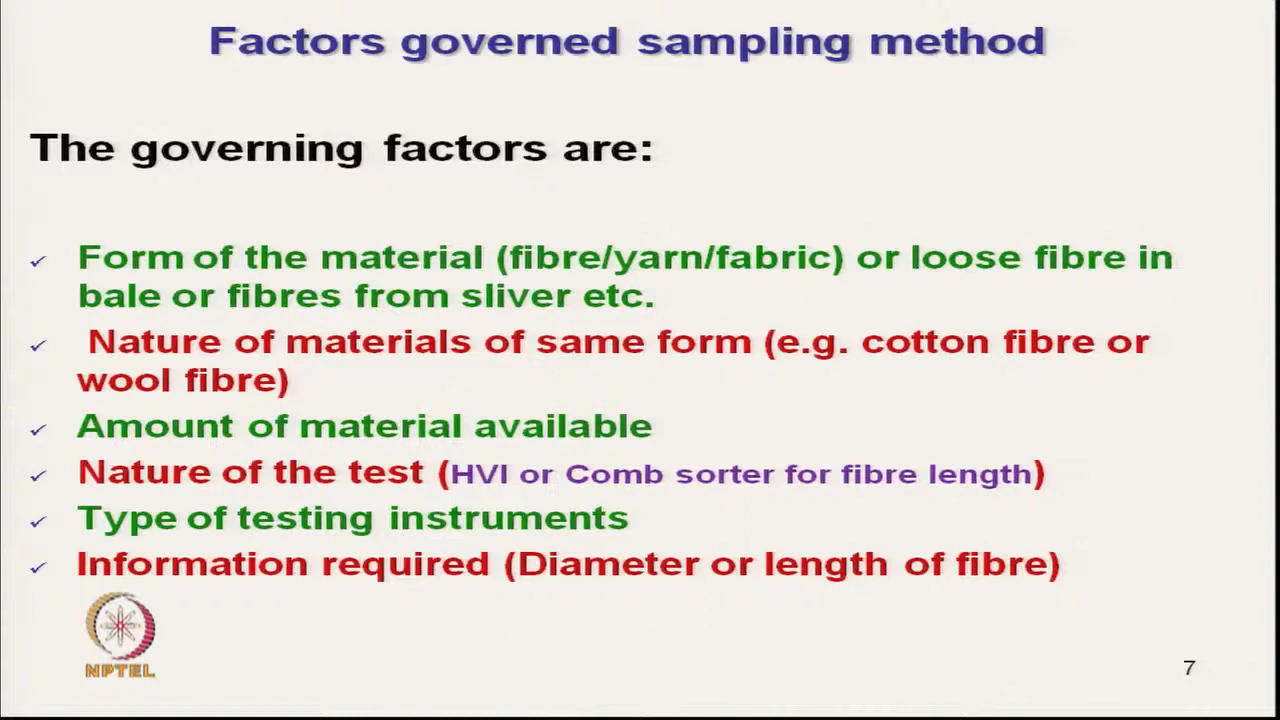 Factors governed sampling method
The governing factors are:
✓ Form of the material (fibre/yarn/fabric) or loose fibre in
bale or fibres from sliver etc.
✓ Nature of materials of same form (e.g. cotton fibre or
wool fibre)
✓ Amount of material available
✓ Nature of the test (HVI or Comb sorter for fibre length)
✓ Type of testing instruments
✓ Information required (Diameter or length of fibre)
NPTEL
7